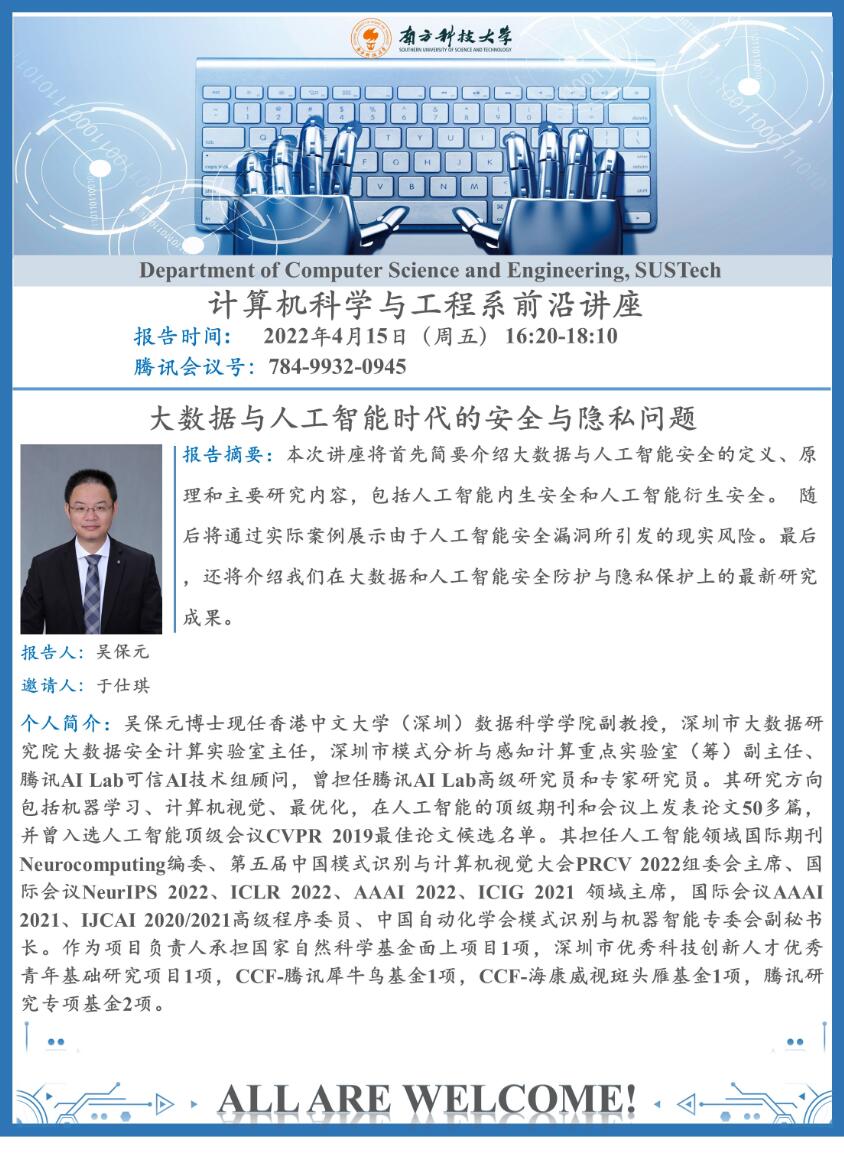 南方科技大学
SOUTHERN UNIVERSITY OF SCIENCE AND TECHNOLOGY
Department of Computer Science and Engineering, SUSTech
计算机科学与工程系前沿讲座
报告时间： 2022年4月15日（周五） 16:20-18:10
腾讯会议号：784-9932-0945
大数据与人工智能时代的安全与隐私问题
报告摘要：本次讲座将首先简要介绍大数据与人工智能安全的定义、原
理和主要研究内容，包括人工智能内生安全和人工智能衍生安全。 随
后将通过实际案例展示由于人工智能安全漏洞所引发的现实风险。最后
，还将介绍我们在大数据和人工智能安全防护与隐私保护上的最新研究
成果。
报告人：吴保元
邀请人：于仕琪
个人简介：吴保元博士现任香港中文大学（深圳）数据科学学院副教授，深圳市大数据研
究院大数据安全计算实验室主任，深圳市模式分析与感知计算重点实验室（筹）副主任、
腾讯AI Lab可信AI技术组顾问，曾担任腾讯AI Lab高级研究员和专家研究员。其研究方向
包括机器学习、计算机视觉、最优化，在人工智能的顶级期刊和会议上发表论文50多篇，
并曾入选人工智能顶级会议CVPR 2019最佳论文候选名单。其担任人工智能领域国际期刊
Neurocomputing编委、第五届中国模式识别与计算机视觉大会PRCV 2022组委会主席、国
际会议NeurIPS 2022、ICLR 2022、AAAI 2022、ICIG 2021 领域主席，国际会议AAAI
2021、IJCAI 2020/2021高级程序委员、中国自动化学会模式识别与机器智能专委会副秘书
长。作为项目负责人承担国家自然科学基金面上项目1项，深圳市优秀科技创新人才优秀
青年基础研究项目1项，CCF-腾讯犀牛鸟基金1项，CCF-海康威视斑头雁基金1项，腾讯研
究专项基金2项。
ALL ARE WELCOME!